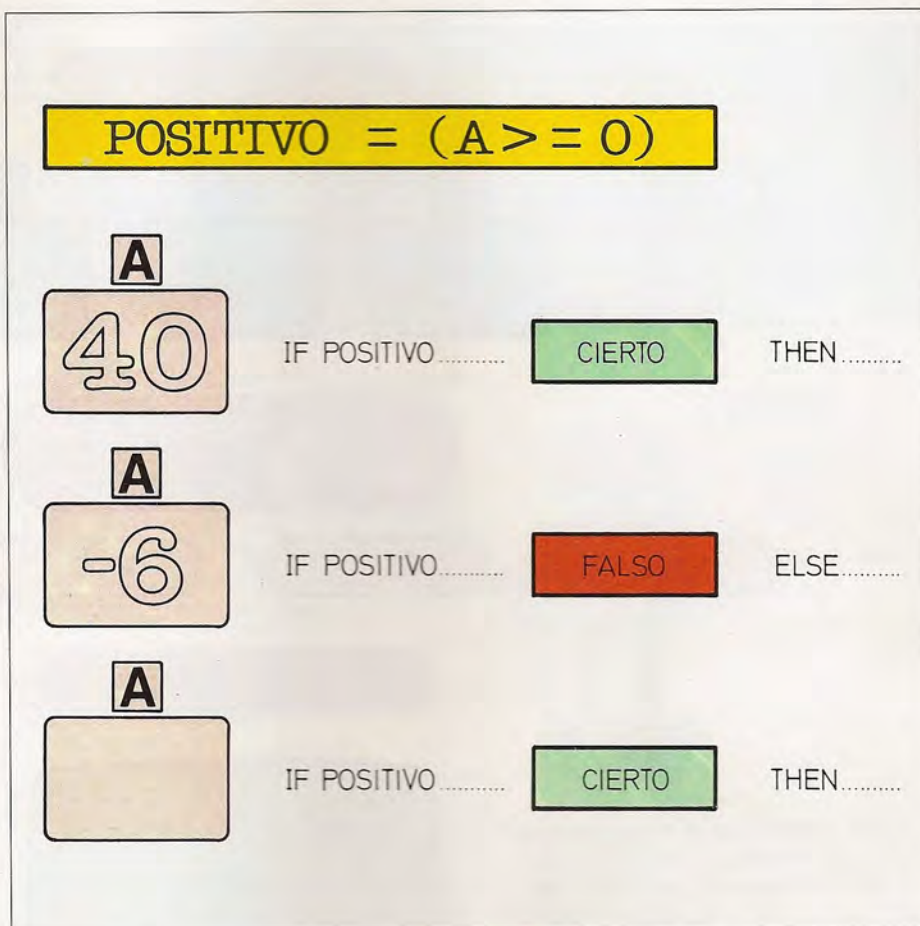 POSITIVO = (A>=0)
A
40 IF POSITIVO.......... CIERTO THEN.........
A
-6 IF POSITIVO.......... FALSO ELSE.........
A
IF POSITIVO.......... CIERTO THEN.........